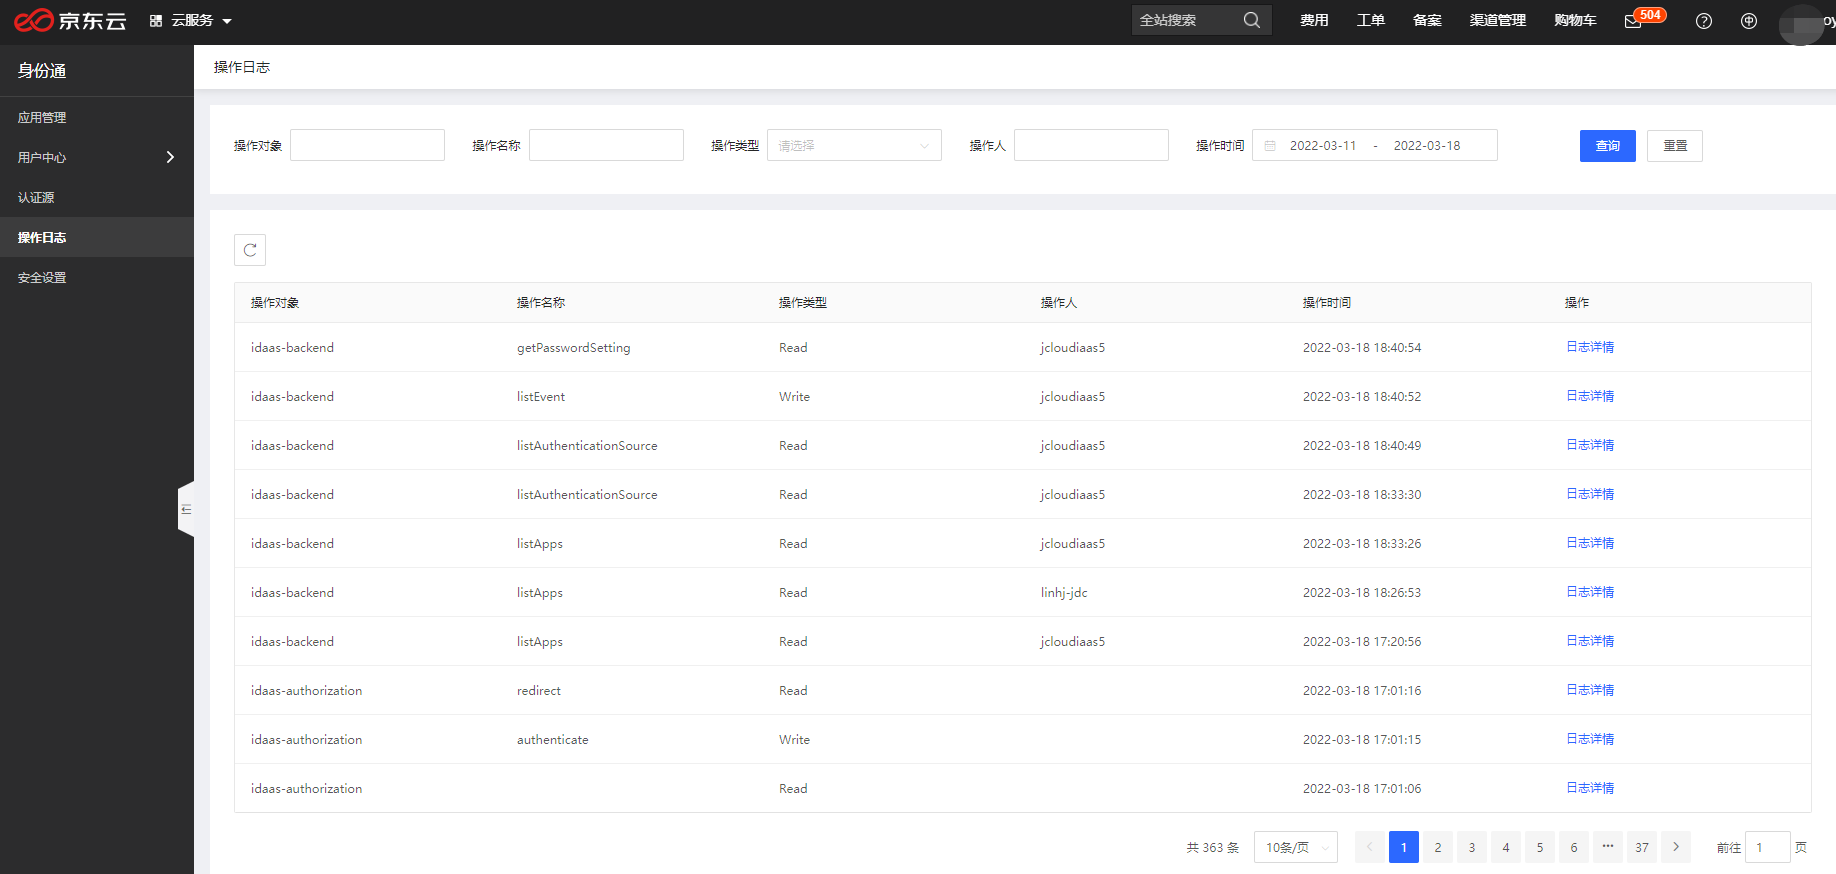 京东云 云服务 全站搜索 费用 工单 备案 渠道管理 购物车 504
身份通
应用管理
用户中心
认证源
操作日志
安全设置
操作日志
操作对象 操作名称 操作类型 请选择 操作人 操作时间 2022-03-11 - 2022-03-18 查询 重置
操作对象 操作名称 操作类型 操作人 操作时间 操作
idaas-backend getPasswordSetting Read jcloudiaas5 2022-03-18 18:40:54 日志详情
idaas-backend listEvent Write jcloudiaas5 2022-03-18 18:40:52 日志详情
idaas-backend listAuthenticationSource Read jcloudiaas5 2022-03-18 18:40:49 日志详情
idaas-backend listAuthenticationSource Read jcloudiaas5 2022-03-18 18:33:30 日志详情
idaas-backend listApps Read jcloudiaas5 2022-03-18 18:33:26 日志详情
idaas-backend listApps Read linhj-jdc 2022-03-18 18:26:53 日志详情
idaas-backend listApps Read jcloudiaas5 2022-03-18 17:20:56 日志详情
idaas-authorization redirect Read 2022-03-18 17:01:16 日志详情
idaas-authorization authenticate Write 2022-03-18 17:01:15 日志详情
idaas-authorization Read 2022-03-18 17:01:06 日志详情
共 363 条 10条/页 1 2 3 4 5 6 ··· 37 前往 1 页